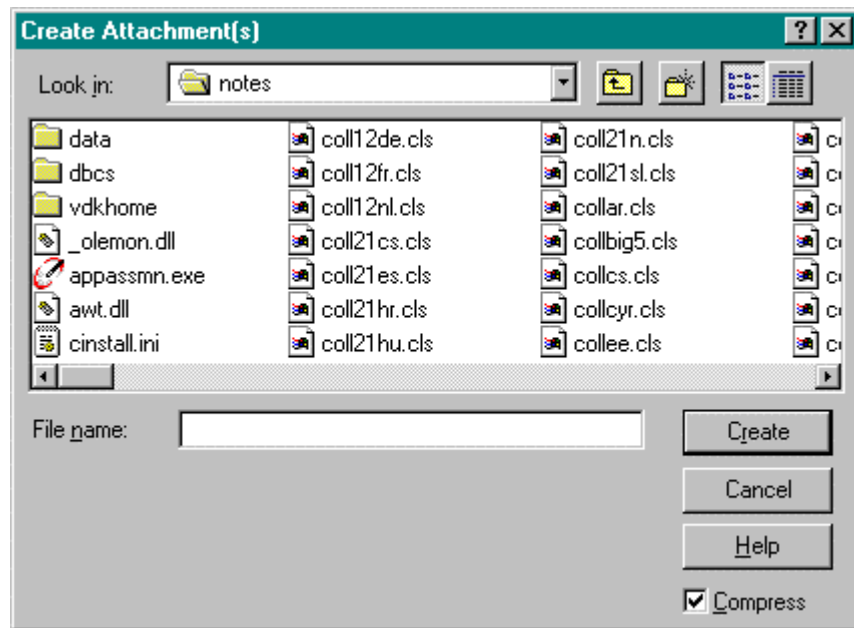 Create Attachment(s)
Look in: notes
data coll12de.cls coll21n.cls
dbcs coll12fr.cls coll21sl.cls
vdkhome coll12nl.cls collar.cls
_olemon.dll coll21cs.cls collbig5.cls
appassmn.exe coll21es.cls collcs.cls
awt.dll coll21hr.cls collcyr.cls
cinstall.ini coll21hu.cls collee.cls
File name: Create
Cancel
Help
Compress